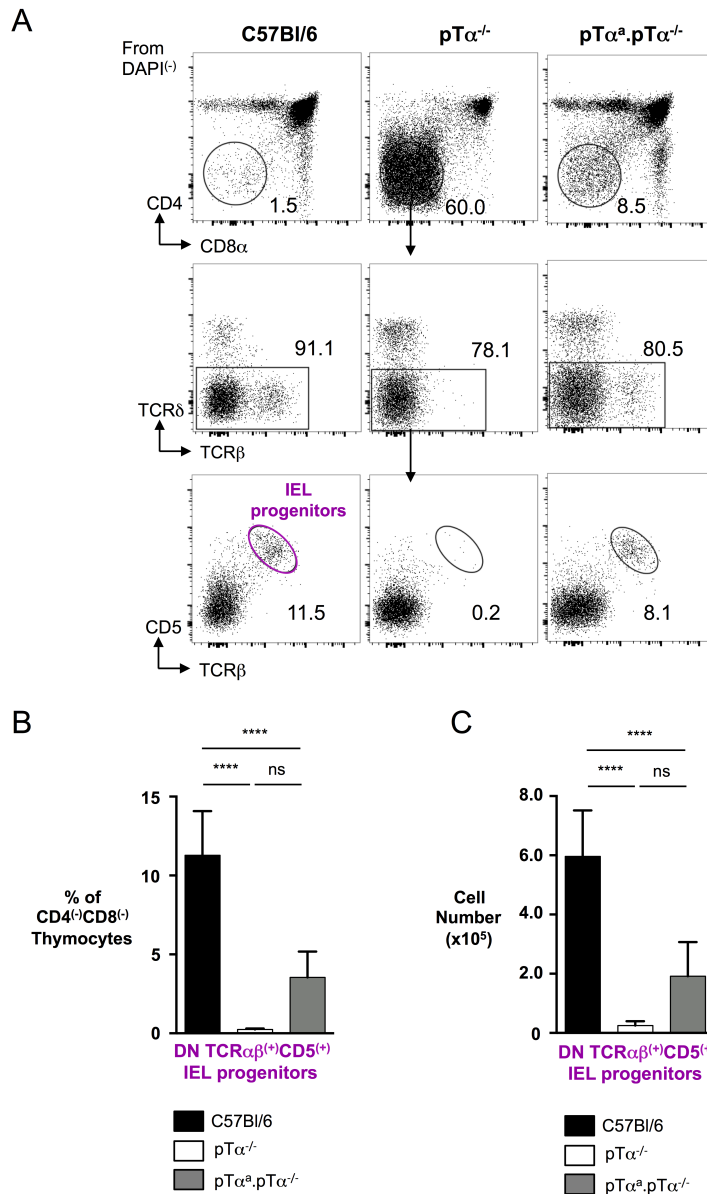 A
C57Bl/6
pTα-/-
pTαa.pTα-/-
From
DAPI(-)
1.5
60.0
8.5
CD4
CD8α
91.1
78.1
80.5
TCRδ
TCRβ
IEL
progenitors
11.5
0.2
8.1
CD5
TCRβ
B
****
****
ns
15
10
5
0
% of
CD4(-)CD8(-)
Thymocytes
DN TCRαβ(+)CD5(+)
IEL progenitors
C57Bl/6
pTα-/-
pTαa.pTα-/-
C
****
****
ns
8.0
6.0
4.0
2.0
0
Cell
Number
(x105)
DN TCRαβ(+)CD5(+
IEL progenitors
C57Bl/6
pTα-/-
pTαa.pTα-/-